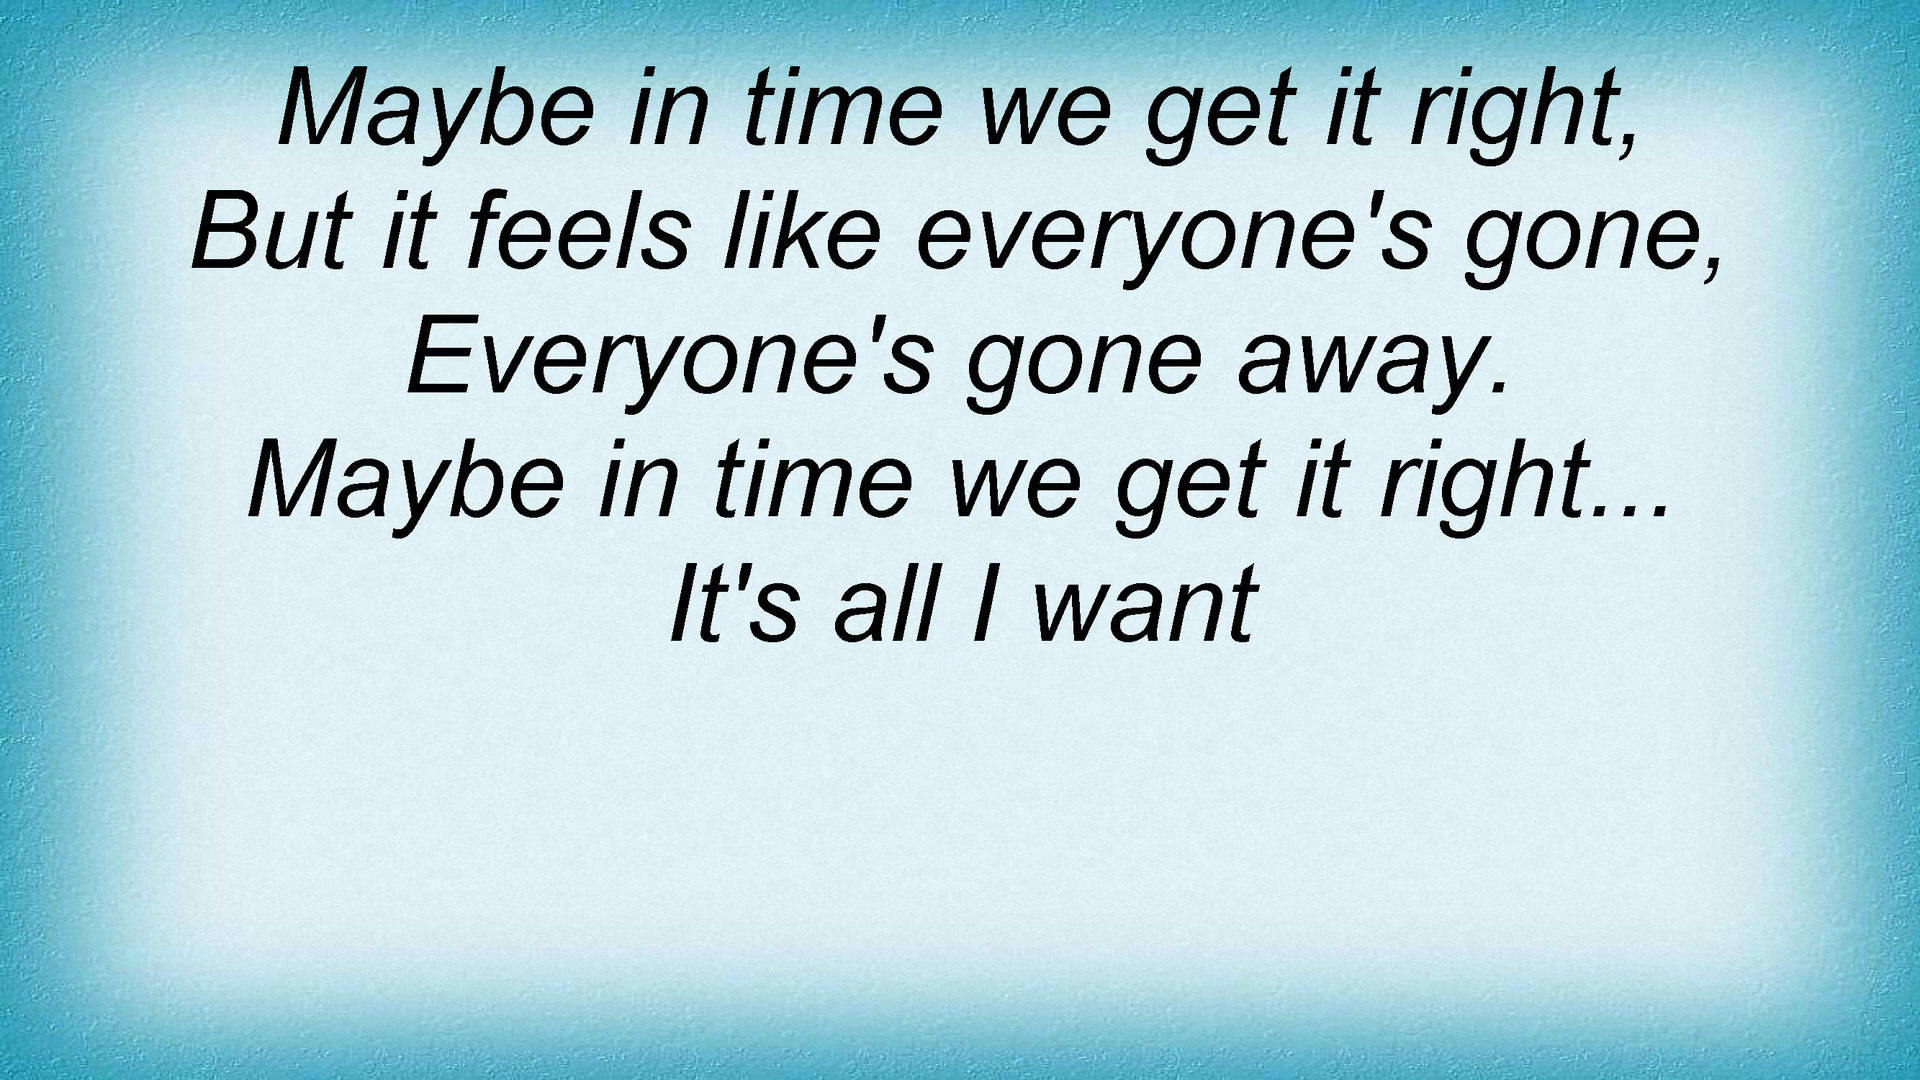 Maybe in time we get it right,
But it feels like everyone's gone,
Everyone's gone away.
Maybe in time we get it right...
It's all I want